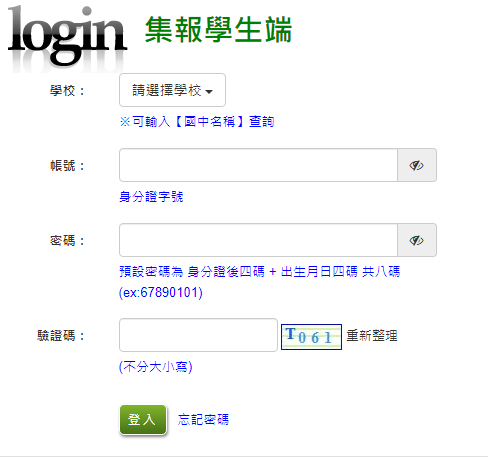 login 集報學生端
學校： 請選擇學校
※可輸入【國中名稱】查詢
帳號：
身分證字號
密碼：
預設密碼為 身分證後四碼 + 出生月日四碼 共八碼
(ex:67890101)
驗證碼： T061 重新整理
(不分大小寫)
登入 忘記密碼